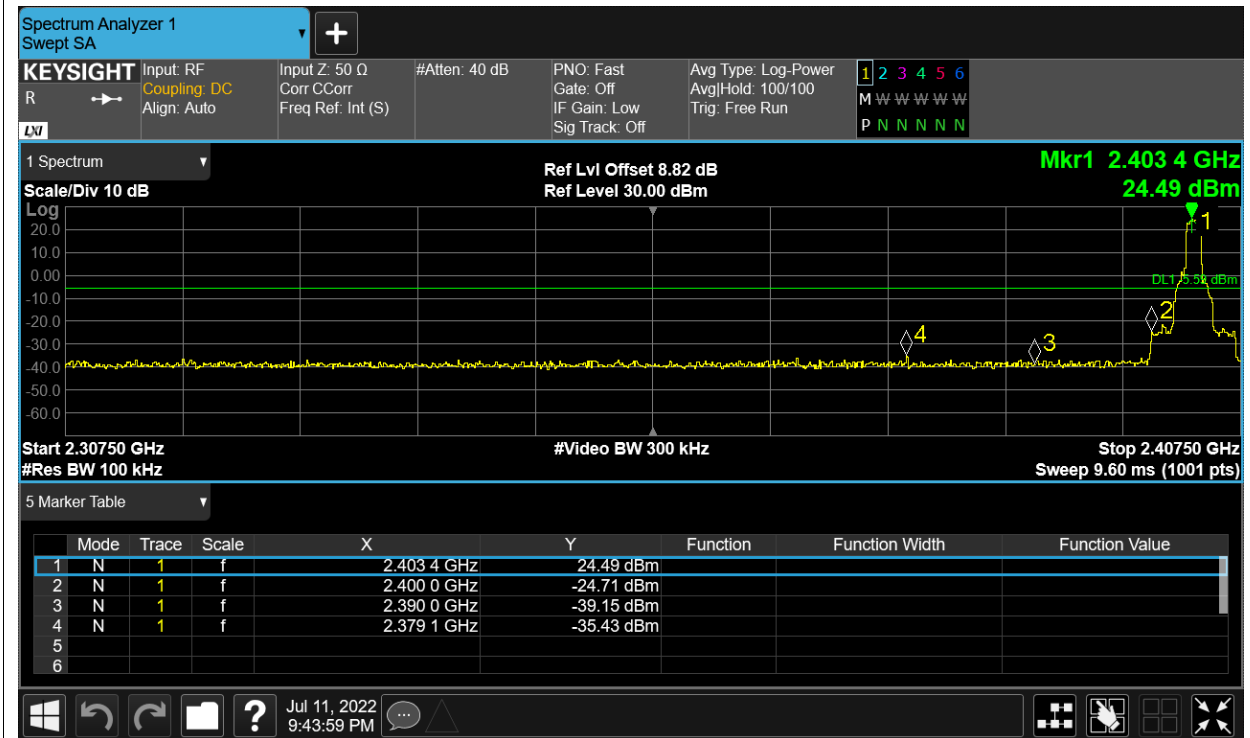 Spectrum Analyzer 1
Swept SA
+
KEYSIGHT Input: RF Input Z: 50 Ω #Atten: 40 dB PNO: Fast Avg Type: Log-Power 1 2 3 4 5 6
R Coupling: DC Corr CCorr Gate: Off Avg|Hold: 100/100 M W W W W W
Align: Auto Freq Ref: Int (S) IF Gain: Low Trig: Free Run P N N N N N
LXI Sig Track: Off
1 Spectrum
Ref Lvl Offset 8.82 dB Mkr1 2.403 4 GHz
Scale/Div 10 dB Ref Level 30.00 dBm 24.49 dBm
Log
1
20.0
10.0
0.00
DL1 -5.52 dBm
-10.0
2
-20.0
4
3
-30.0
-40.0
-50.0
-60.0
Start 2.30750 GHz #Video BW 300 kHz Stop 2.40750 GHz
#Res BW 100 kHz Sweep 9.60 ms (1001 pts)
5 Marker Table
Mode Trace Scale X Y Function Function Width Function Value
1 N 1 f 2.403 4 GHz 24.49 dBm
2 N 1 f 2.400 0 GHz -24.71 dBm
3 N 1 f 2.390 0 GHz -39.15 dBm
4 N 1 f 2.379 1 GHz -35.43 dBm
5
6
? Jul 11, 2022
9:43:59 PM